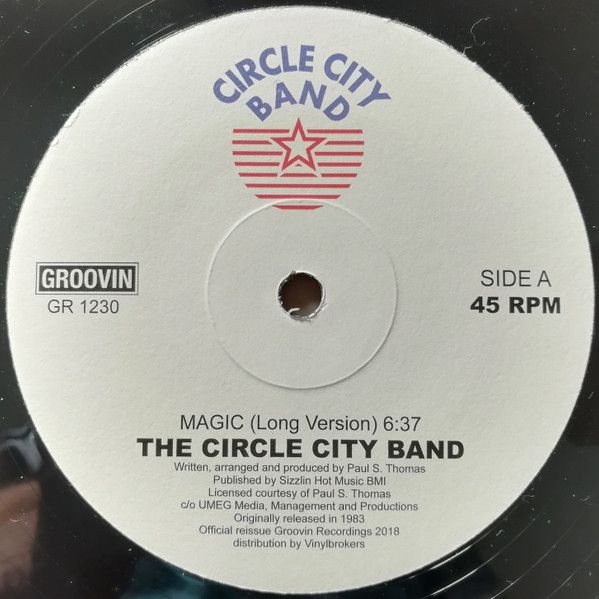 CIRCLE CITY
BAND
GROOVIN
GR 1230
SIDE A
45 RPM
MAGIC (Long Version) 6:37
THE CIRCLE CITY BAND
Written, arranged and produced by Paul S. Thomas
Published by Sizzlin Hot Music BMI
Licensed courtesy of Paul S. Thomas
c/o UMEG Media, Management and Productions
Originally released in 1983
Official reissue Groovin Recordings 2018
distribution by Vinylbrokers